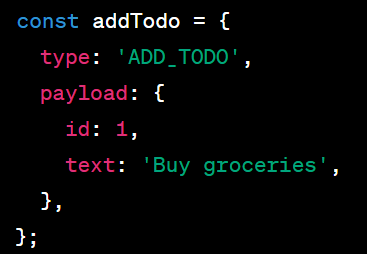 const addTodo = {
  type: 'ADD_TODO',
  payload: {
    id: 1,
    text: 'Buy groceries',
  },
};